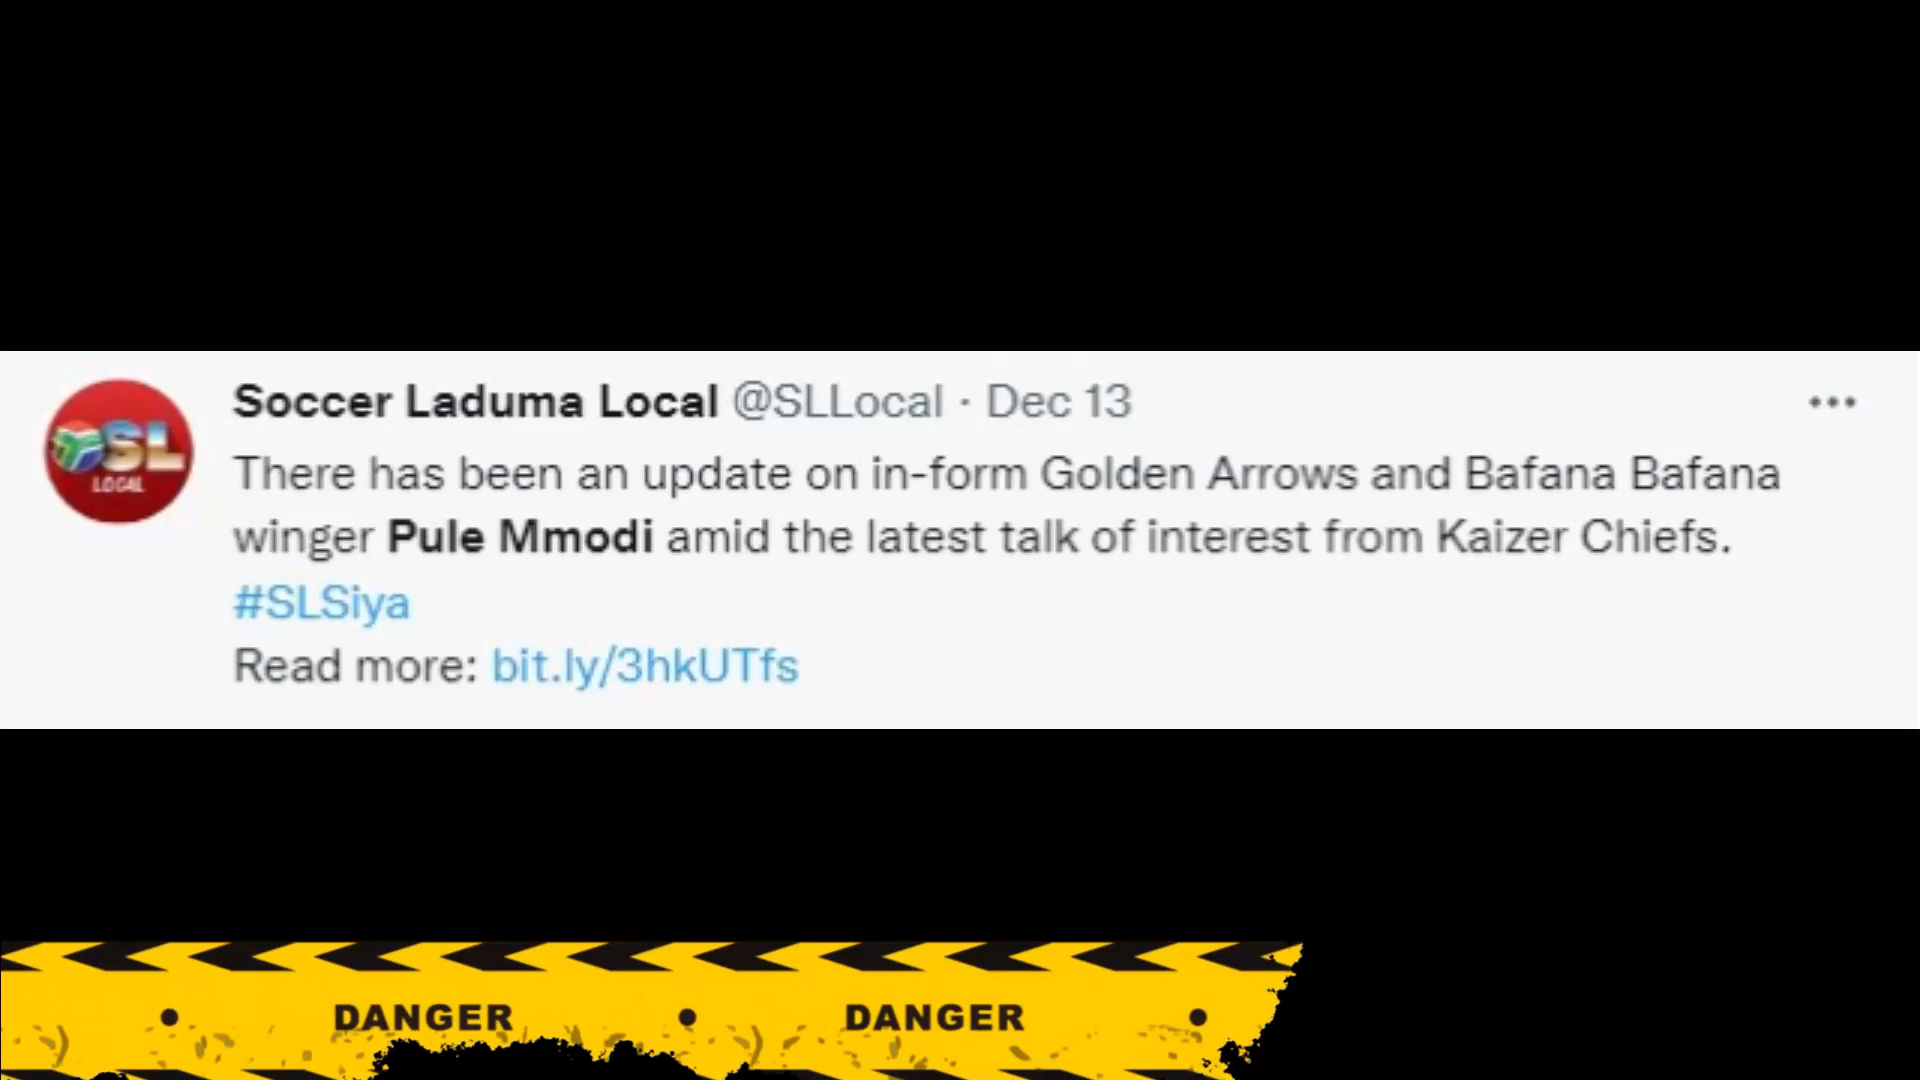 Soccer Laduma Local @SLLocal · Dec 13
SL
LOCAL
There has been an update on in-form Golden Arrows and Bafana Bafana
winger Pule Mmodi amid the latest talk of interest from Kaizer Chiefs.
#SLSiya
Read more: bit.ly/3hkUTfs
DANGER DANGER